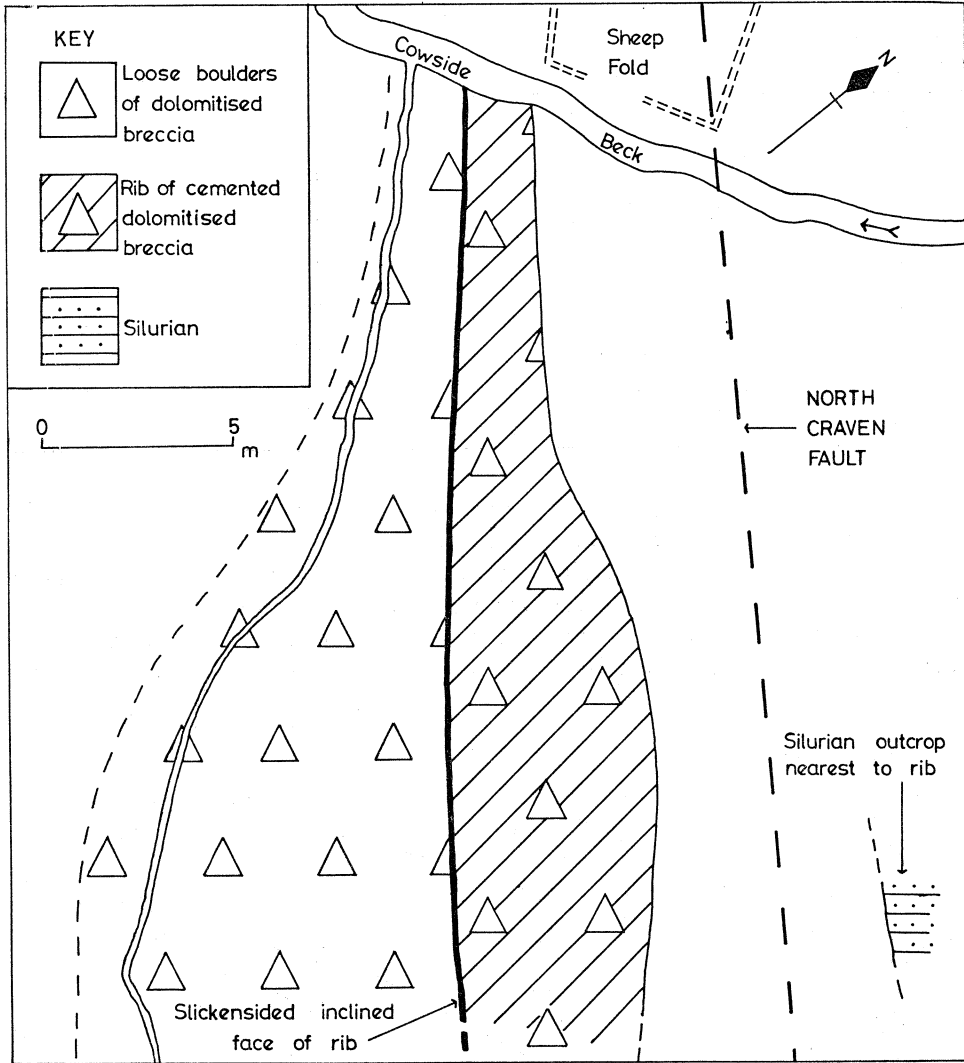 KEY
Loose boulders
of dolomitised
breccia
Rib of cemented
dolomitised
breccia
Silurian
0 5
m
Cowside
Beck
Sheep
Fold
N
NORTH
CRAVEN
FAULT
Silurian outcrop
nearest to rib
Slickensided inclined
face of rib